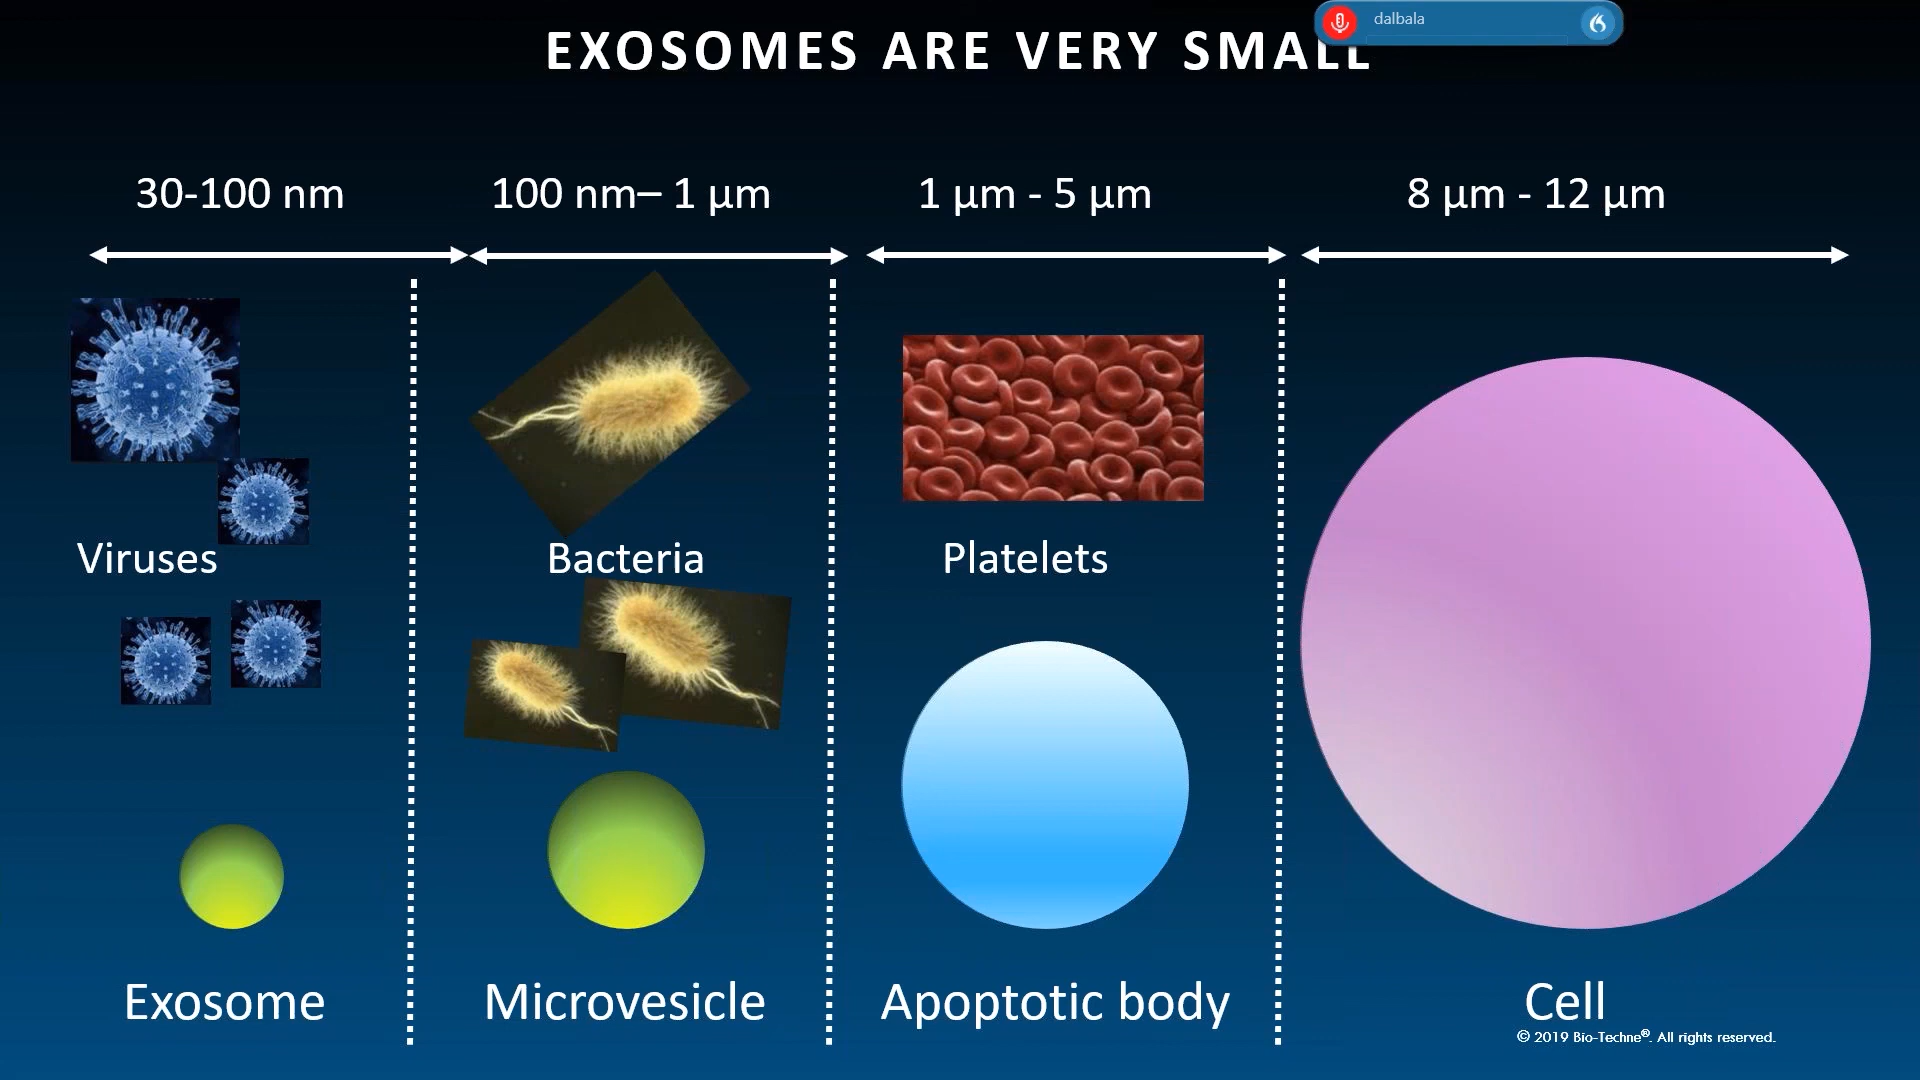 dalbala
EXOSOMES ARE VERY SMALL
30-100 nm
100 nm– 1 µm
1 µm - 5 µm
8 µm - 12 µm
Viruses
Bacteria
Platelets
Exosome
Microvesicle
Apoptotic body
Cell
© 2019 Bio-Techne®. All rights reserved.